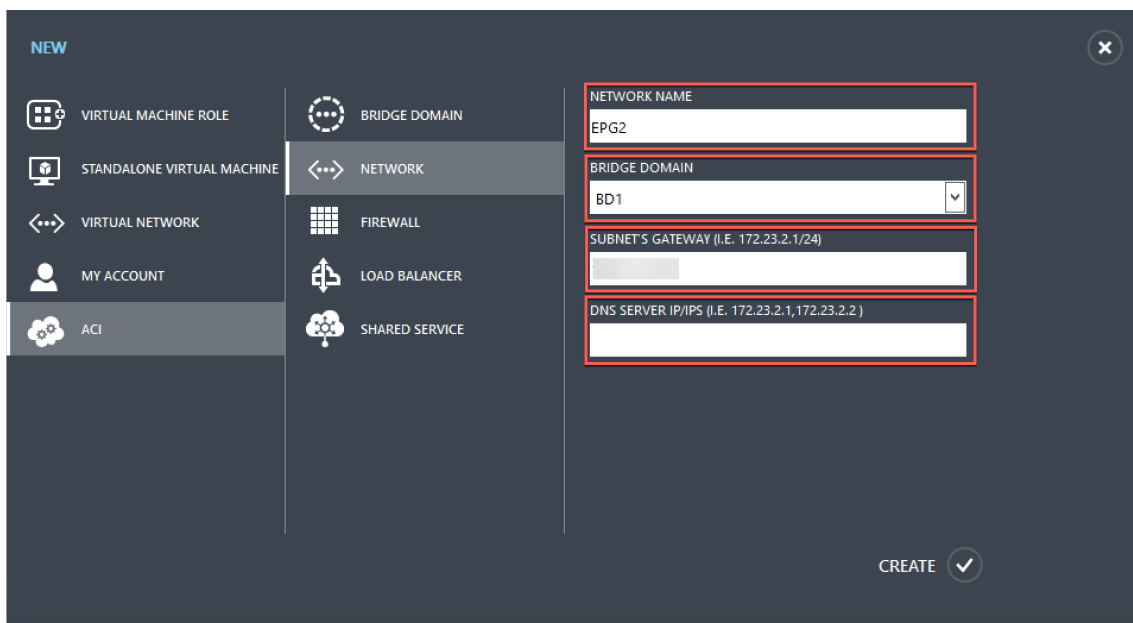 NEW
VIRTUAL MACHINE ROLE
STANDALONE VIRTUAL MACHINE
VIRTUAL NETWORK
MY ACCOUNT
ACI
BRIDGE DOMAIN
NETWORK
FIREWALL
LOAD BALANCER
SHARED SERVICE
NETWORK NAME
EPG2
BRIDGE DOMAIN
BD1
SUBNET'S GATEWAY (I.E. 172.23.2.1/24)
DNS SERVER IP/IPS (I.E. 172.23.2.1,172.23.2.2 )
CREATE